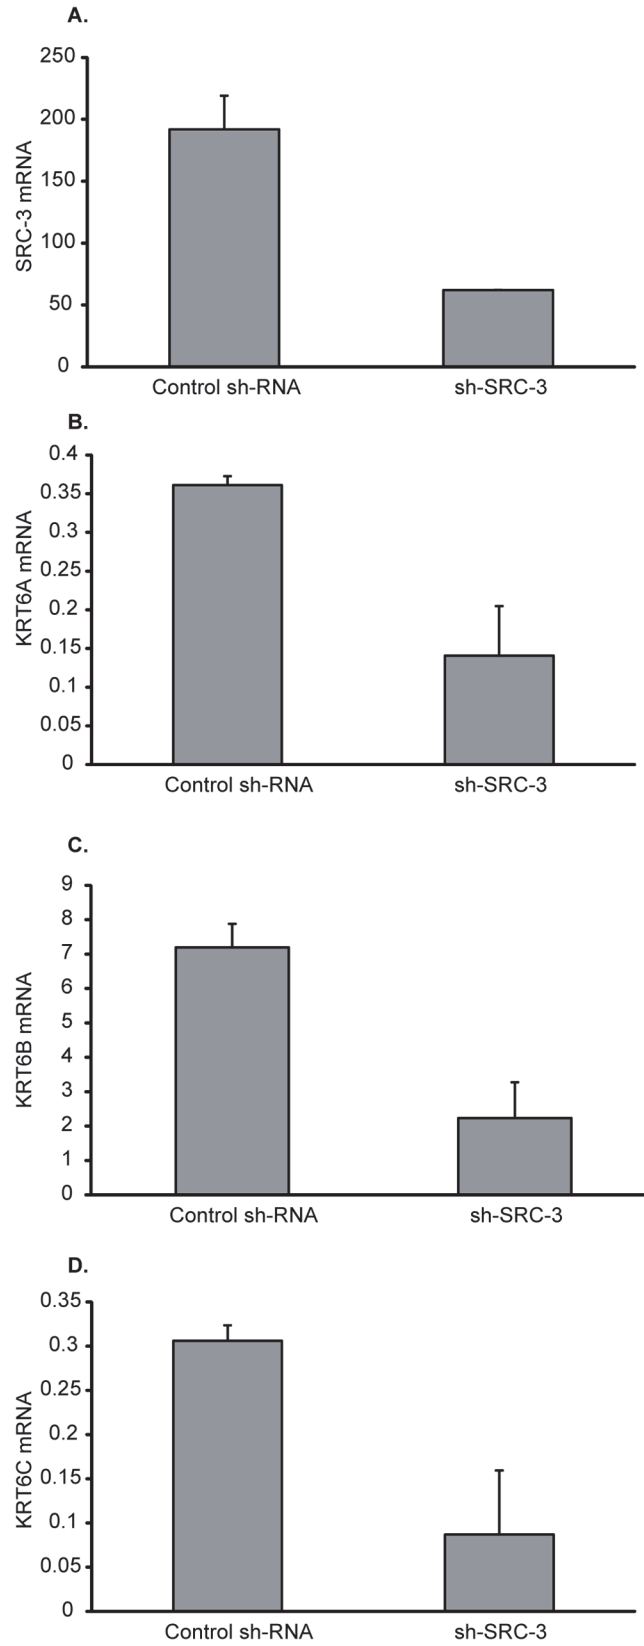 A.
250
200
150
100
50
0
SRC-3 mRNA
Control sh-RNA sh-SRC-3
B.
0.4
0.35
0.3
0.25
0.2
0.15
0.1
0.05
0
KRT6A mRNA
Control sh-RNA sh-SRC-3
C.
9
8
7
6
5
4
3
2
1
0
KRT6B mRNA
Control sh-RNA sh-SRC-3
D.
0.35
0.3
0.25
0.2
0.15
0.1
0.05
0
KRT6C mRNA
Control sh-RNA sh-SRC-3